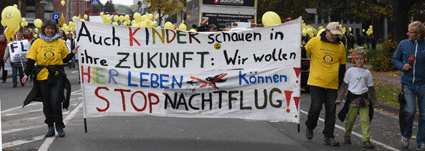 Auch KINDER schauen in
ihre ZUKUNFT: Wir wollen
HIER LEBEN können
STOP NACHTFLUG!